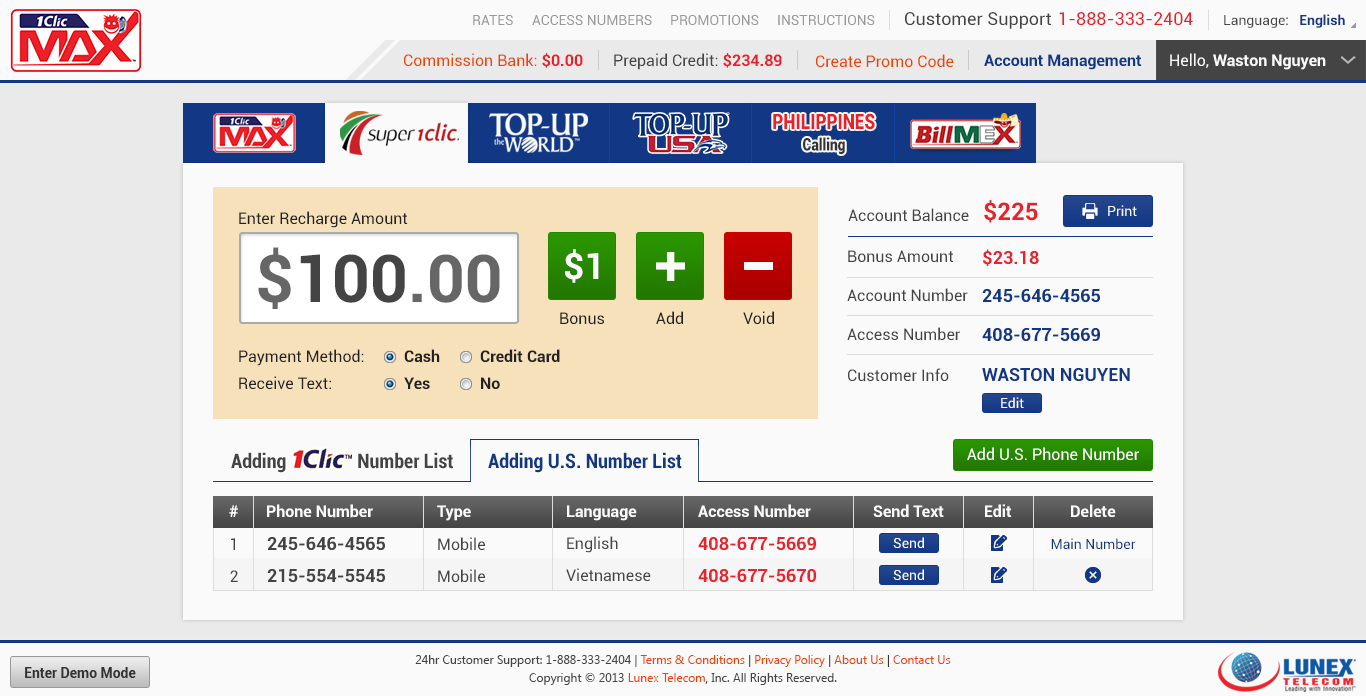 1Clic
MAX
RATES ACCESS NUMBERS PROMOTIONS INSTRUCTIONS Customer Support 1-888-333-2404 Language: English
Commission Bank: $0.00 Prepaid Credit: $234.89 Create Promo Code Account Management Hello, Waston Nguyen
1Clic MAX super1clic. TOP-UP the WORLD™ TOP-UP USA PHILIPPINES Calling BillMEX
Enter Recharge Amount
$100.00
$1 + −
Bonus Add Void
Payment Method: Cash Credit Card
Receive Text: Yes No
Account Balance $225 Print
Bonus Amount $23.18
Account Number 245-646-4565
Access Number 408-677-5669
Customer Info WASTON NGUYEN
Edit
Adding 1Clic™ Number List Adding U.S. Number List Add U.S. Phone Number
# Phone Number Type Language Access Number Send Text Edit Delete
1 245-646-4565 Mobile English 408-677-5669 Send Main Number
2 215-554-5545 Mobile Vietnamese 408-677-5670 Send
Enter Demo Mode
24hr Customer Support: 1-888-333-2404 | Terms & Conditions | Privacy Policy | About Us | Contact Us
Copyright © 2013 Lunex Telecom, Inc. All Rights Reserved.
LUNEX
TELECOM
Leading with Innovation